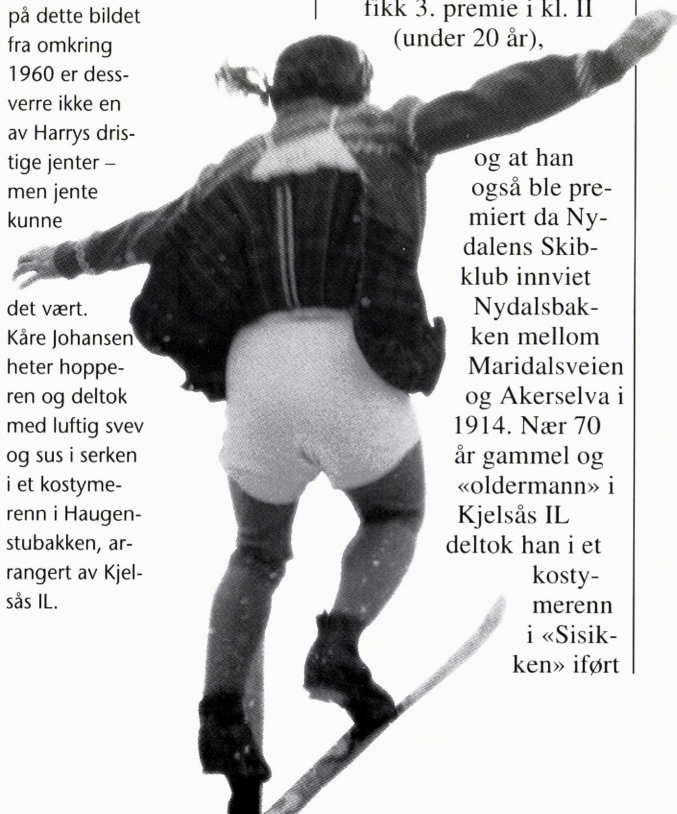 på dette bildet
fra omkring
1960 er dess-
verre ikke en
av Harrys dris-
tige jenter –
men jente
kunne
det vært.
Kåre Johansen
heter hoppe-
ren og deltok
med luftig svev
og sus i serken
i et kostyme-
renn i Haugen-
stubakken, ar-
rangert av Kjel-
sås IL.
fikk 3. premie i kl. II
(under 20 år),
og at han
også ble pre-
miert da Ny-
dalens Skib-
klub innviet
Nydalsbak-
ken mellom
Maridalsveien
og Akerselva i
1914. Nær 70
år gammel og
«oldermann» i
Kjelsås IL
deltok han i et
kosty-
merenn
i «Sisik-
ken» iført